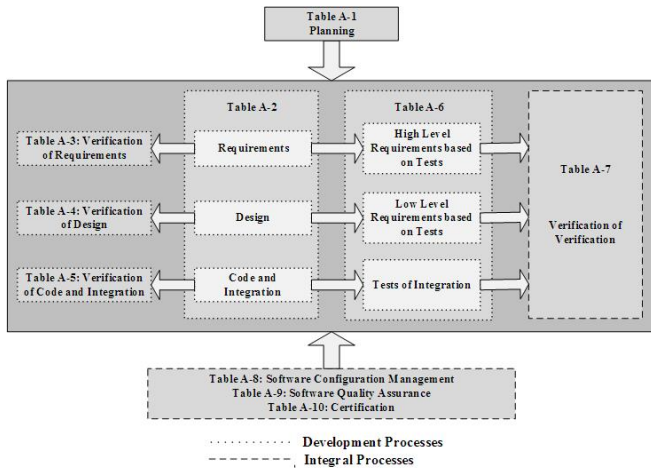 Table A-1
Planning
Table A-2
Table A-6
Table A-3: Verification
of Requirements
Requirements
High Level
Requirements based
on Tests
Table A-7
Verification of
Verification
Table A-4: Verification
of Design
Design
Low Level
Requirements based
on Tests
Table A-5: Verification
of Code and Integration
Code and
Integration
Tests of Integration
Table A-8: Software Configuration Management
Table A-9: Software Quality Assurance
Table A-10: Certification
Development Processes
Integral Processes